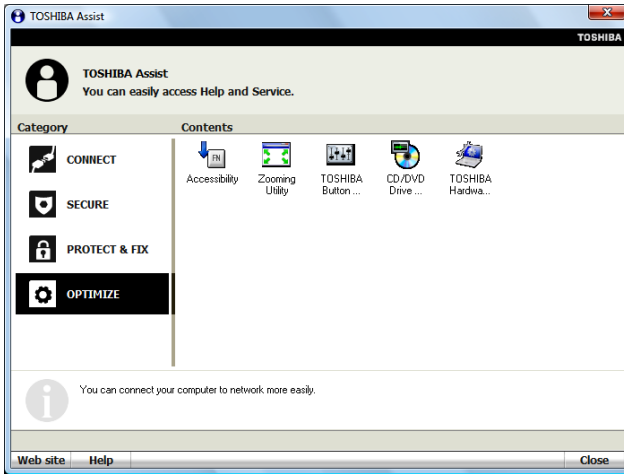 TOSHIBA Assist
TOSHIBA
TOSHIBA Assist
You can easily access Help and Service.
Category
Contents
CONNECT
SECURE
PROTECT & FIX
OPTIMIZE
FN
Accessibility
Zooming
Utility
TOSHIBA
Button ...
CD/DVD
Drive ...
TOSHIBA
Hardwa...
You can connect your computer to network more easily.
Web site
Help
Close